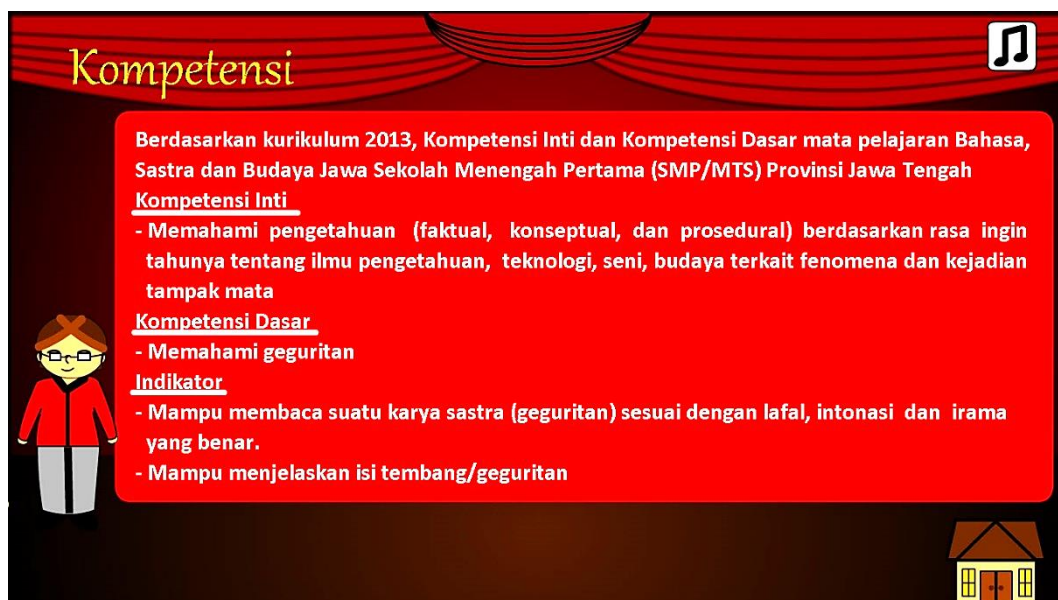 Kompetensi
Berdasarkan kurikulum 2013, Kompetensi Inti dan Kompetensi Dasar mata pelajaran Bahasa,
Sastra dan Budaya Jawa Sekolah Menengah Pertama (SMP/MTS) Provinsi Jawa Tengah
Kompetensi Inti
- Memahami pengetahuan (faktual, konseptual, dan prosedural) berdasarkan rasa ingin
tahunya tentang ilmu pengetahuan, teknologi, seni, budaya terkait fenomena dan kejadian
tampak mata
Kompetensi Dasar
- Memahami geguritan
Indikator
- Mampu membaca suatu karya sastra (geguritan) sesuai dengan lafal, intonasi dan irama
yang benar.
- Mampu menjelaskan isi tembang/geguritan